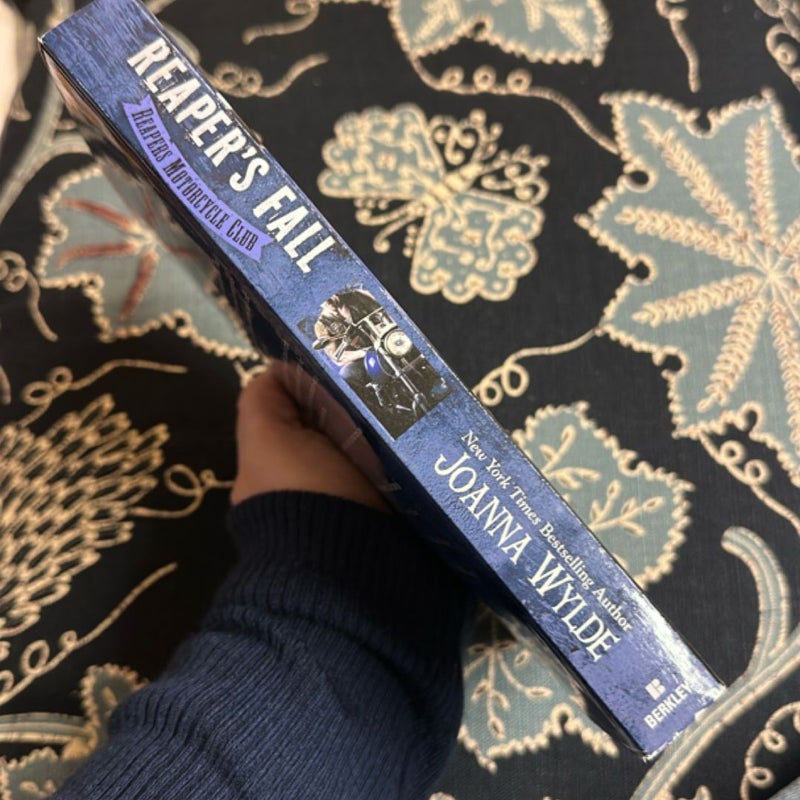 REAPER'S FALL
REAPERS MOTORCYCLE CLUB
New York Times Bestselling Author
JOANNA WYLDE
B
BERKLEY